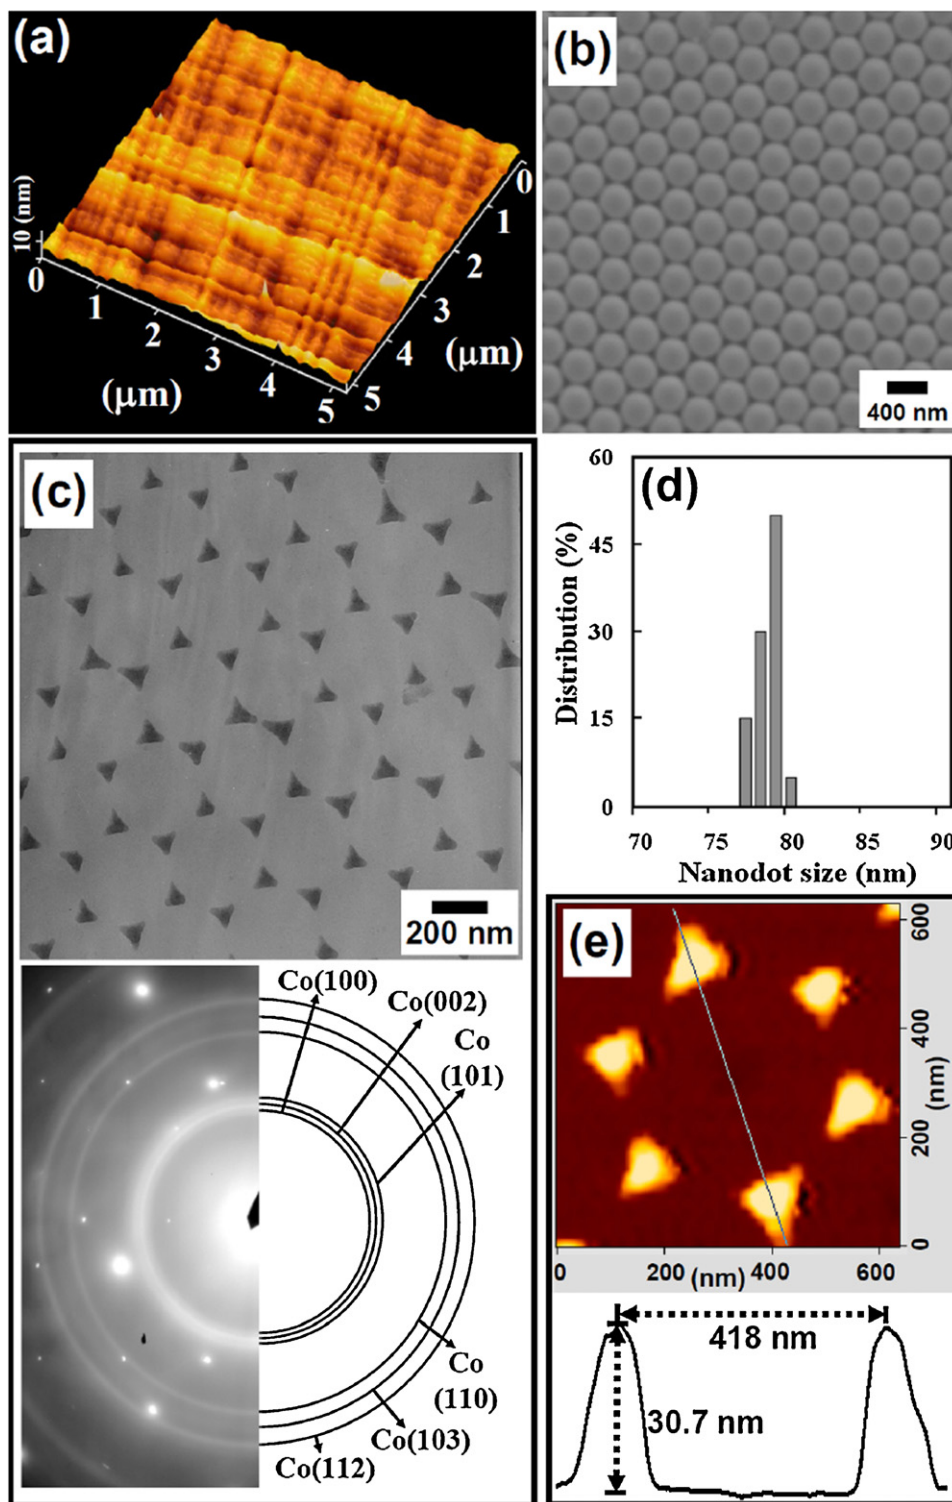 (a)
10 (nm)
0
1
2
3
4
5
(μm)
0
1
2
3
4
5
(μm)
(b)
400 nm
(c)
200 nm
(d)
60
45
30
15
0
Distribution (%)
70 75 80 85 90
Nanodot size (nm)
Co(100)
Co(002)
Co
(101)
Co
(110)
Co(103)
Co(112)
(e)
600
400
(nm)
200
0
0 200 (nm) 400 600
418 nm
30.7 nm